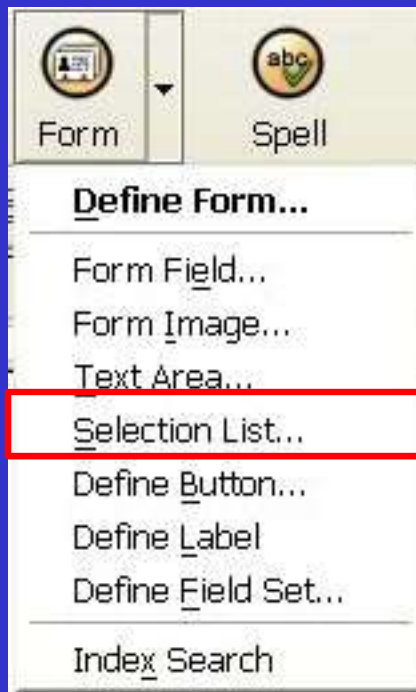 Form Spell
Define Form...
Form Field...
Form Image...
Text Area...
Selection List...
Define Button...
Define Label
Define Field Set...
Index Search